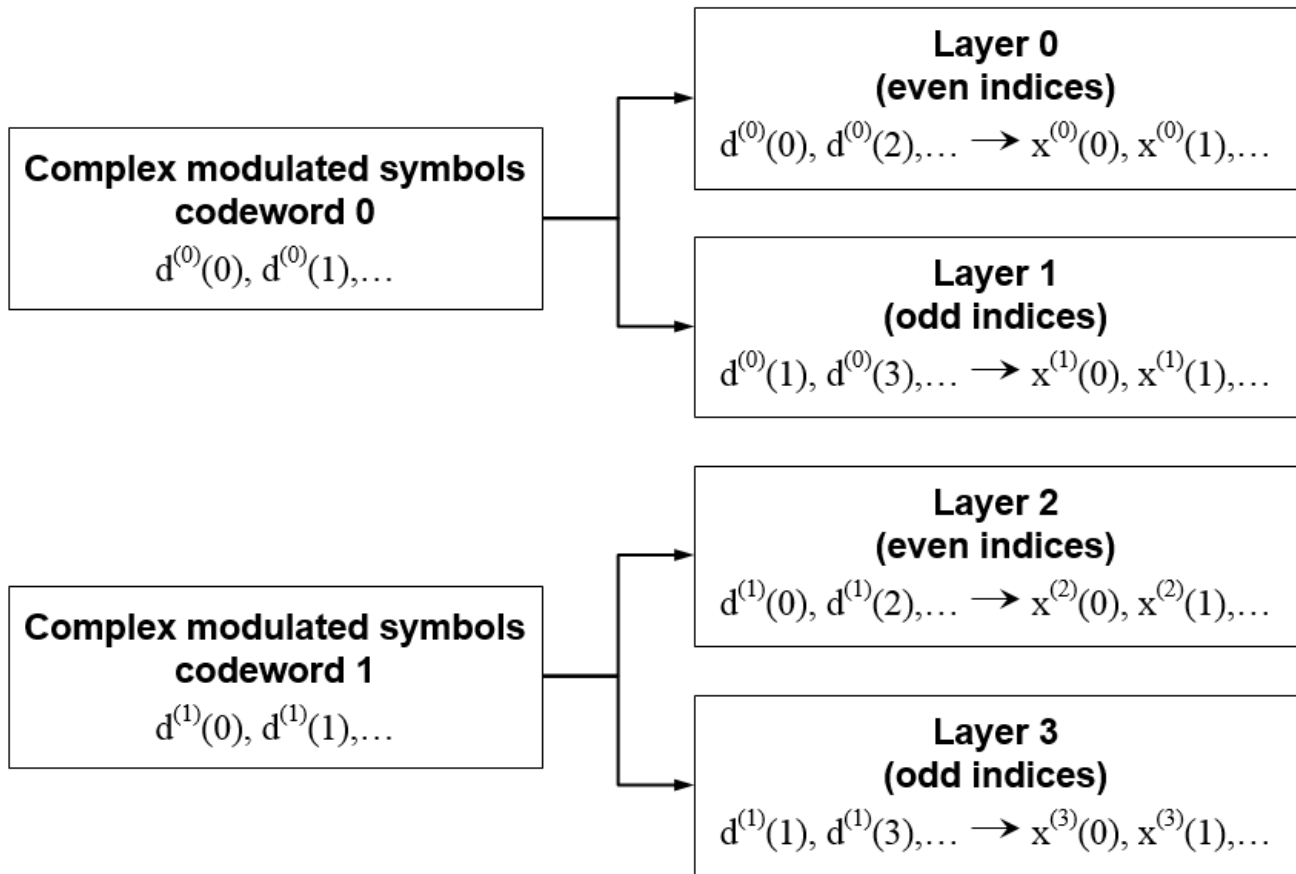 Complex modulated symbols
codeword 0
d⁽⁰⁾(0), d⁽⁰⁾(1),…
Layer 0
(even indices)
d⁽⁰⁾(0), d⁽⁰⁾(2),… → x⁽⁰⁾(0), x⁽⁰⁾(1),…
Layer 1
(odd indices)
d⁽⁰⁾(1), d⁽⁰⁾(3),… → x⁽¹⁾(0), x⁽¹⁾(1),…
Complex modulated symbols
codeword 1
d⁽¹⁾(0), d⁽¹⁾(1),…
Layer 2
(even indices)
d⁽¹⁾(0), d⁽¹⁾(2),… → x⁽²⁾(0), x⁽²⁾(1),…
Layer 3
(odd indices)
d⁽¹⁾(1), d⁽¹⁾(3),… → x⁽³⁾(0), x⁽³⁾(1),…